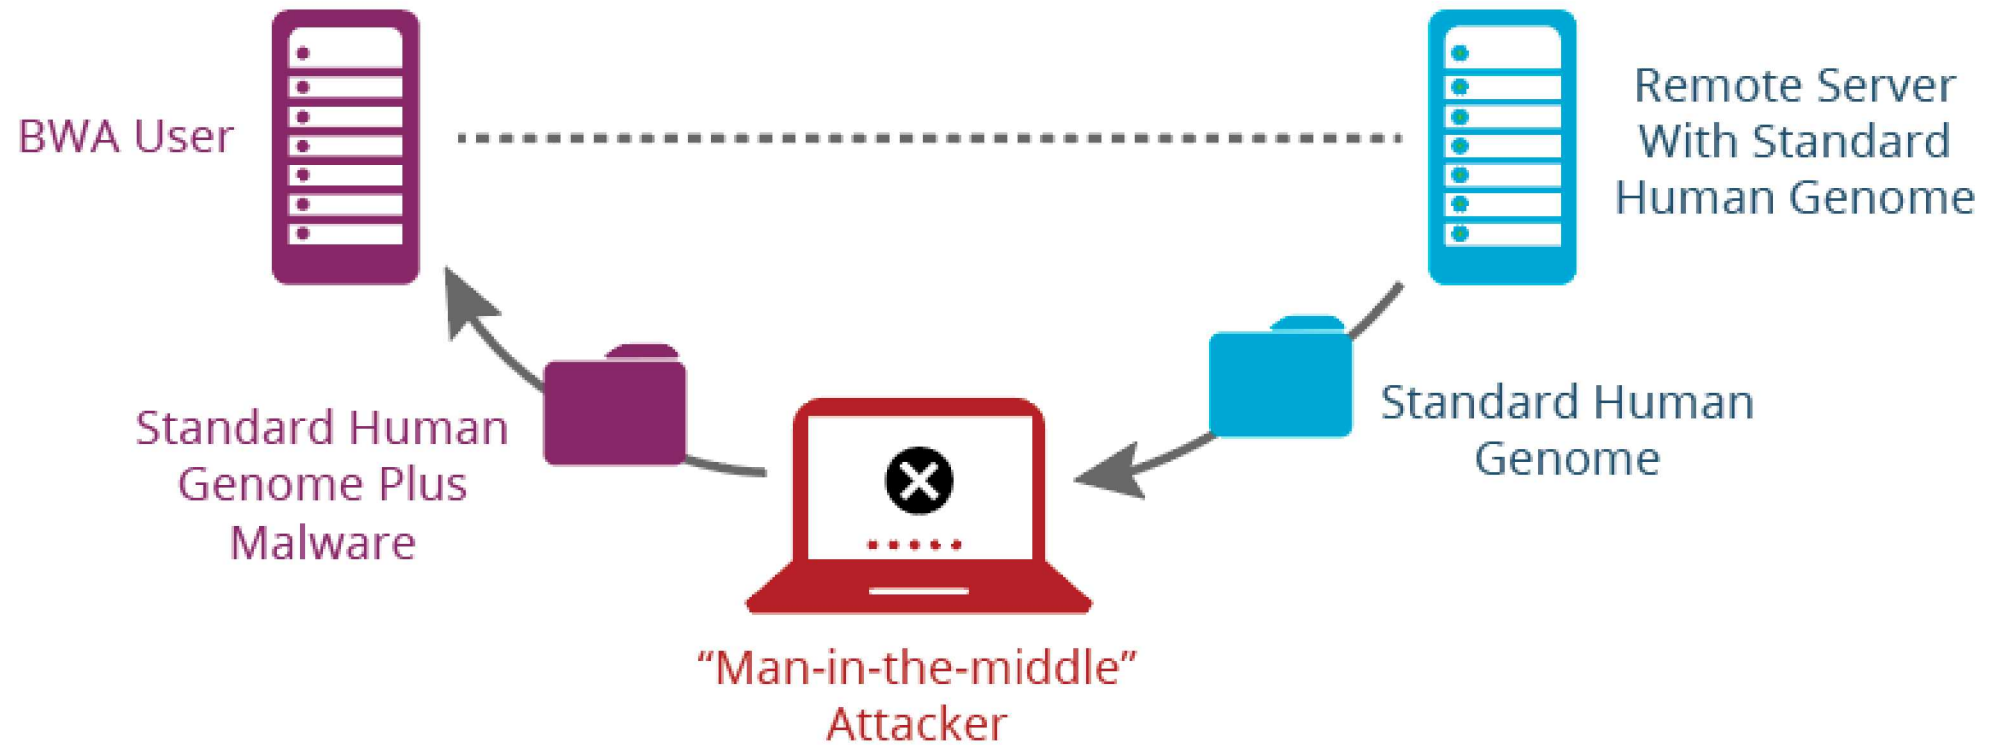 BWA User
Remote Server
With Standard
Human Genome
Standard Human
Genome
Standard Human
Genome Plus
Malware
“Man-in-the-middle”
Attacker